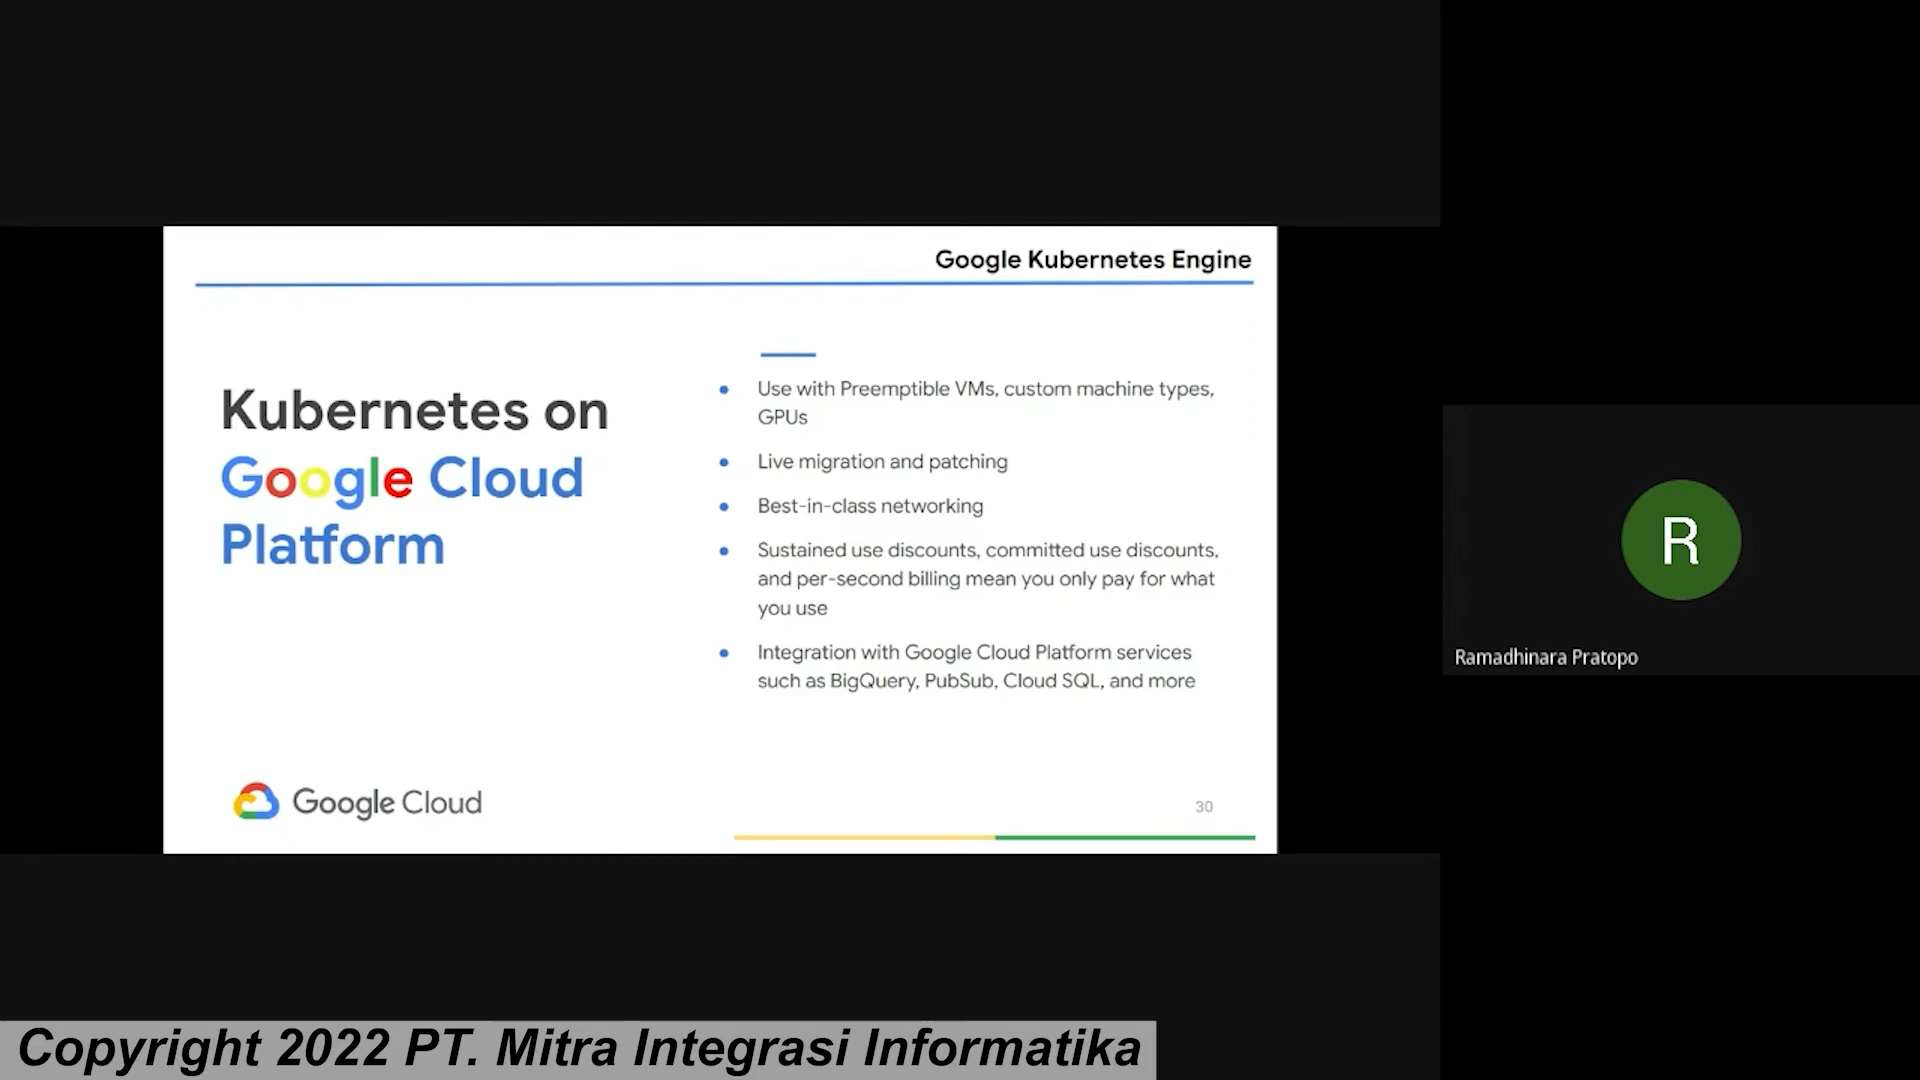 Google Kubernetes Engine
Kubernetes on
Google Cloud
Platform
● Use with Preemptible VMs, custom machine types,
GPUs
● Live migration and patching
● Best-in-class networking
● Sustained use discounts, committed use discounts,
and per-second billing mean you only pay for what
you use
● Integration with Google Cloud Platform services
such as BigQuery, PubSub, Cloud SQL, and more
Google Cloud
30
R
Ramadhinara Pratopo
Copyright 2022 PT. Mitra Integrasi Informatika